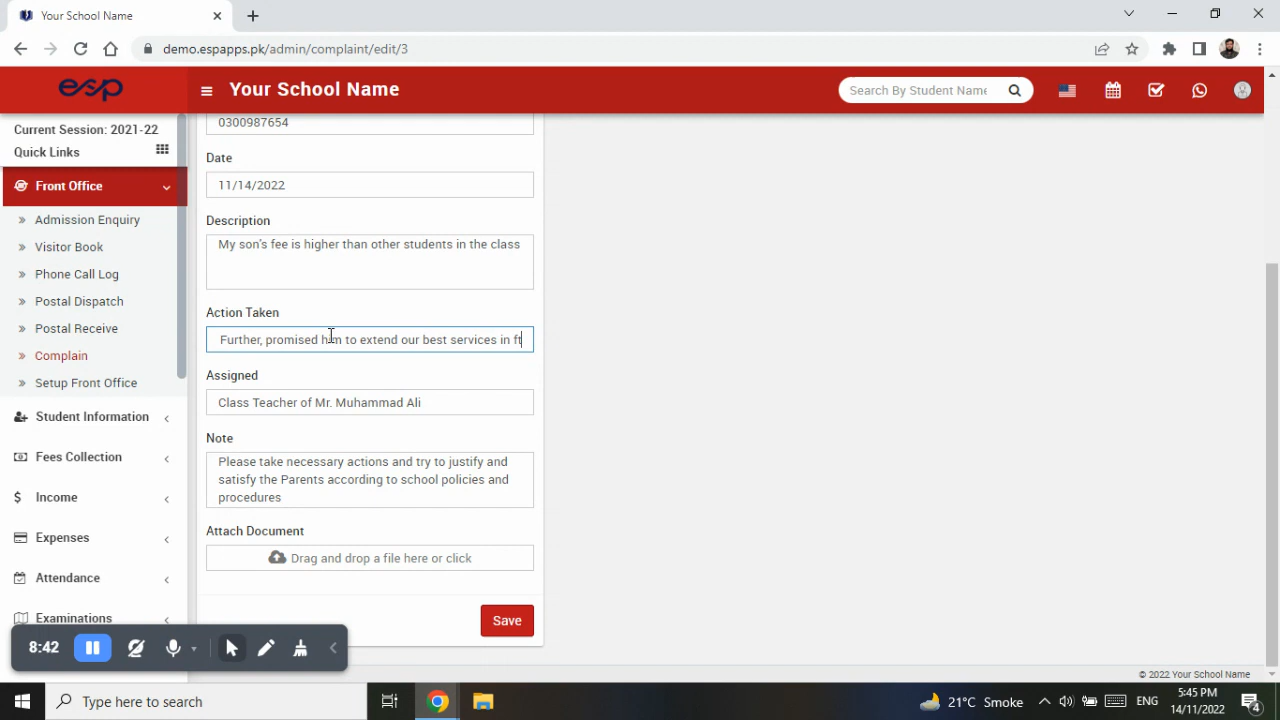 Your School Name
demo.espapps.pk/admin/complaint/edit/3
esp
Your School Name
Search By Student Name
Current Session: 2021-22
Quick Links
Front Office
Admission Enquiry
Visitor Book
Phone Call Log
Postal Dispatch
Postal Receive
Complain
Setup Front Office
Student Information
Fees Collection
Income
Expenses
Attendance
Examinations
0300987654
Date
11/14/2022
Description
My son's fee is higher than other students in the class
Action Taken
Further, promised him to extend our best services in ft
Assigned
Class Teacher of Mr. Muhammad Ali
Note
Please take necessary actions and try to justify and
satisfy the Parents according to school policies and
procedures
Attach Document
Drag and drop a file here or click
Save
8:42
© 2022 Your School Name
Type here to search
21°C Smoke
ENG
5:45 PM
14/11/2022
4